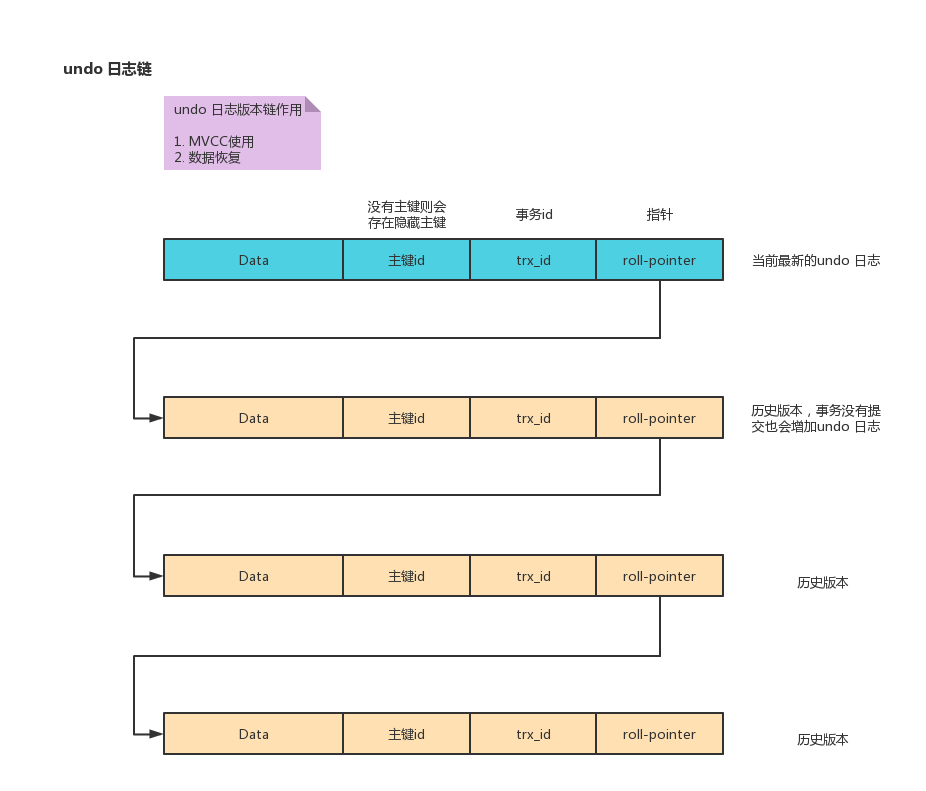 undo 日志链
undo 日志版本链作用
1. MVCC使用
2. 数据恢复
没有主键则会
存在隐藏主键
事务id
指针
Data
主键id
trx_id
roll-pointer
当前最新的undo 日志
Data
主键id
trx_id
roll-pointer
历史版本，事务没有提
交也会增加undo 日志
Data
主键id
trx_id
roll-pointer
历史版本
Data
主键id
trx_id
roll-pointer
历史版本